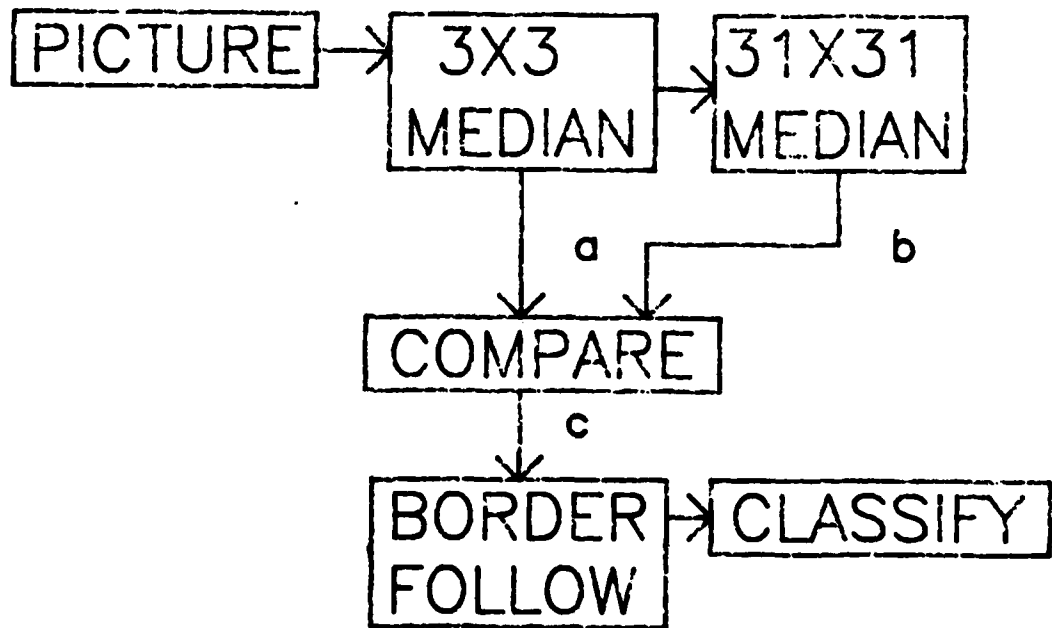 PICTURE
3X3
MEDIAN
31X31
MEDIAN
a
b
COMPARE
c
BORDER
FOLLOW
CLASSIFY